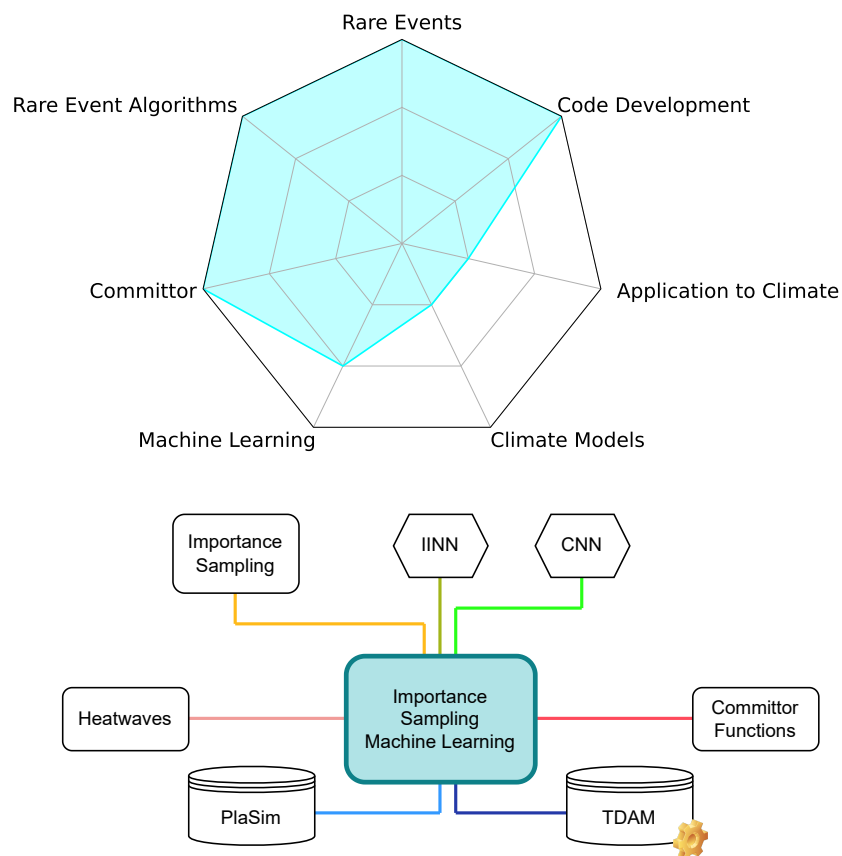 Rare Events
Rare Event Algorithms
Code Development
Committor
Application to Climate
Machine Learning
Climate Models
Importance
Sampling
IINN
CNN
Heatwaves
Importance
Sampling
Machine Learning
Committor
Functions
PlaSim
TDAM